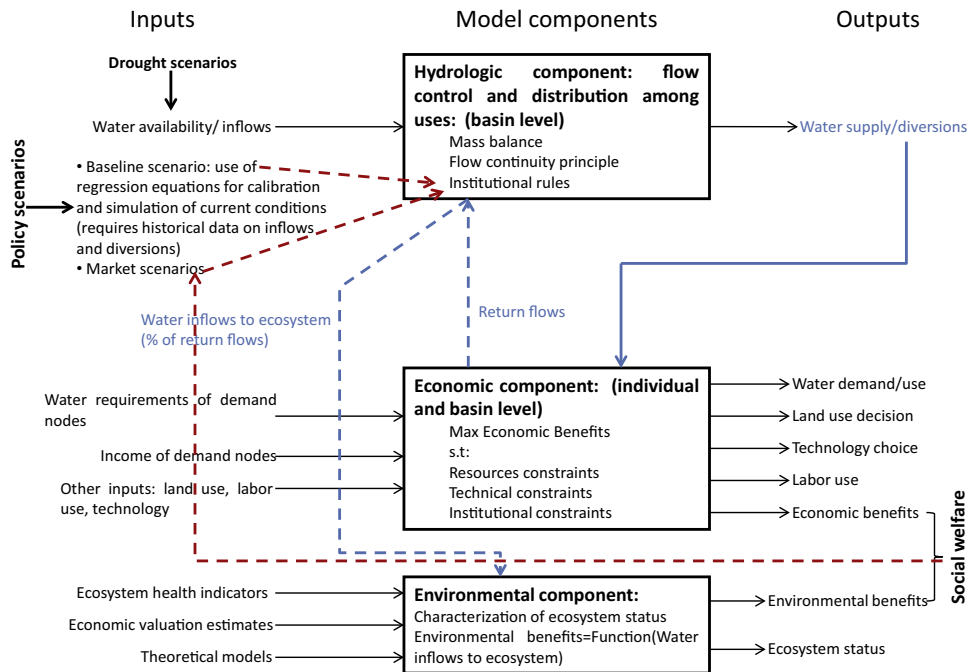 Inputs
Model components
Outputs
Drought scenarios
Water availability/ inflows
Policy scenarios
• Baseline scenario: use of
regression equations for calibration
and simulation of current conditions
(requires historical data on inflows
and diversions)
• Market scenarios
Hydrologic component: flow
control and distribution among
uses: (basin level)
Mass balance
Flow continuity principle
Institutional rules
Water supply/diversions
Water inflows to ecosystem
(% of return flows)
Return flows
Water requirements of demand
nodes
Income of demand nodes
Other inputs: land use, labor
use, technology
Economic component: (individual
and basin level)
Max Economic Benefits
s.t:
Resources constraints
Technical constraints
Institutional constraints
Water demand/use
Land use decision
Technology choice
Labor use
Economic benefits
Social welfare
Ecosystem health indicators
Economic valuation estimates
Theoretical models
Environmental component:
Characterization of ecosystem status
Environmental benefits=Function(Water
inflows to ecosystem)
Environmental benefits
Ecosystem status